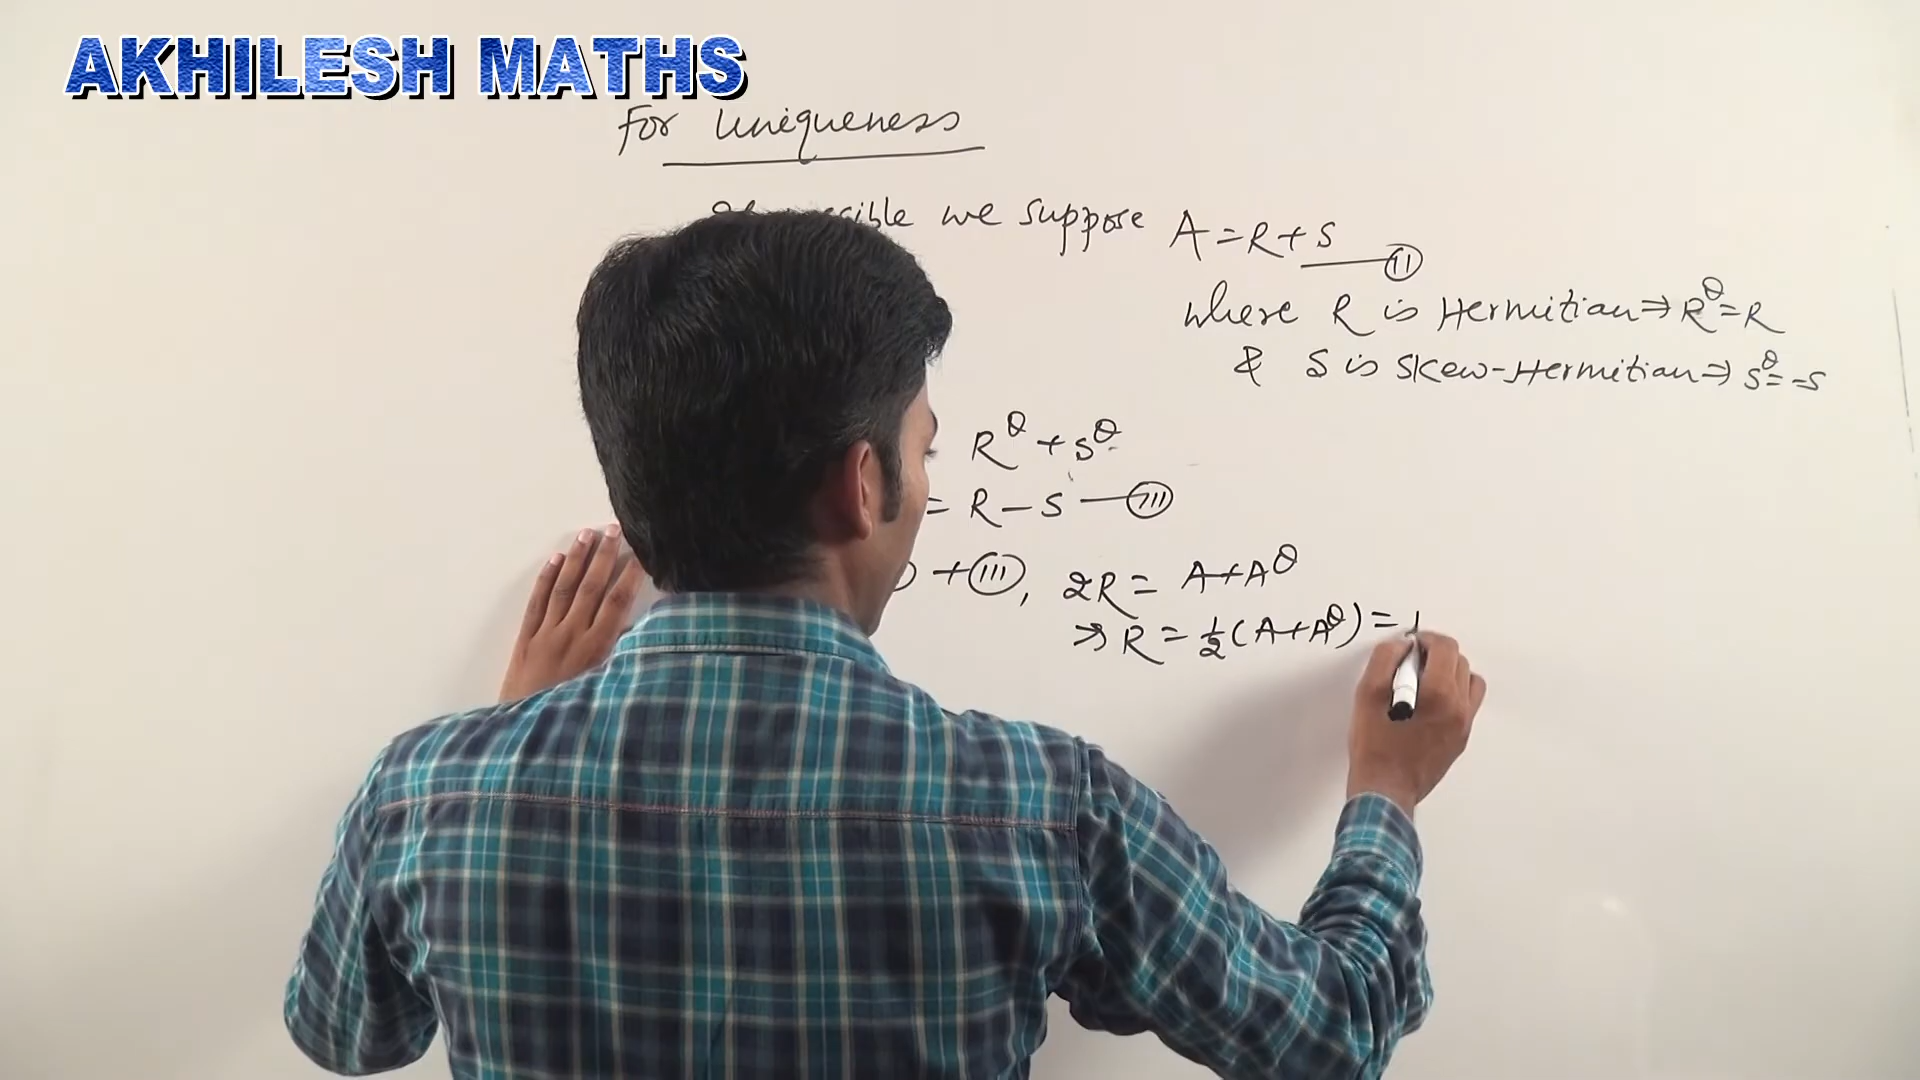 AKHILESH MATHS
For Uniqueness
we suppose A = R + S —(II)
where R is Hermitian ⇒ R^θ = R
& S is Skew-Hermitian ⇒ S^θ = -S
R^θ + S^θ
= R - S —(III)
+ (III), 2R = A + A^θ
⇒ R = 1/2 (A + A^θ) =